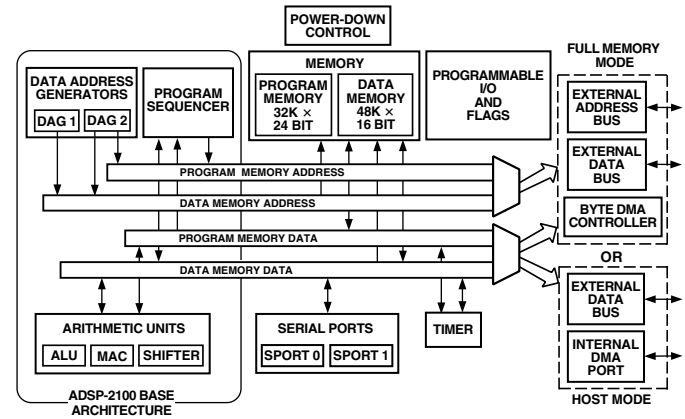 POWER-DOWN
CONTROL
FULL MEMORY
MODE
DATA ADDRESS
GENERATORS
DAG 1
DAG 2
PROGRAM
SEQUENCER
MEMORY
PROGRAM
MEMORY
32K ×
24 BIT
DATA
MEMORY
48K ×
16 BIT
PROGRAMMABLE
I/O
AND
FLAGS
EXTERNAL
ADDRESS
BUS
EXTERNAL
DATA
BUS
BYTE DMA
CONTROLLER
PROGRAM MEMORY ADDRESS
DATA MEMORY ADDRESS
PROGRAM MEMORY DATA
DATA MEMORY DATA
OR
EXTERNAL
DATA
BUS
INTERNAL
DMA
PORT
HOST MODE
ARITHMETIC UNITS
ALU
MAC
SHIFTER
SERIAL PORTS
SPORT 0
SPORT 1
TIMER
ADSP-2100 BASE
ARCHITECTURE